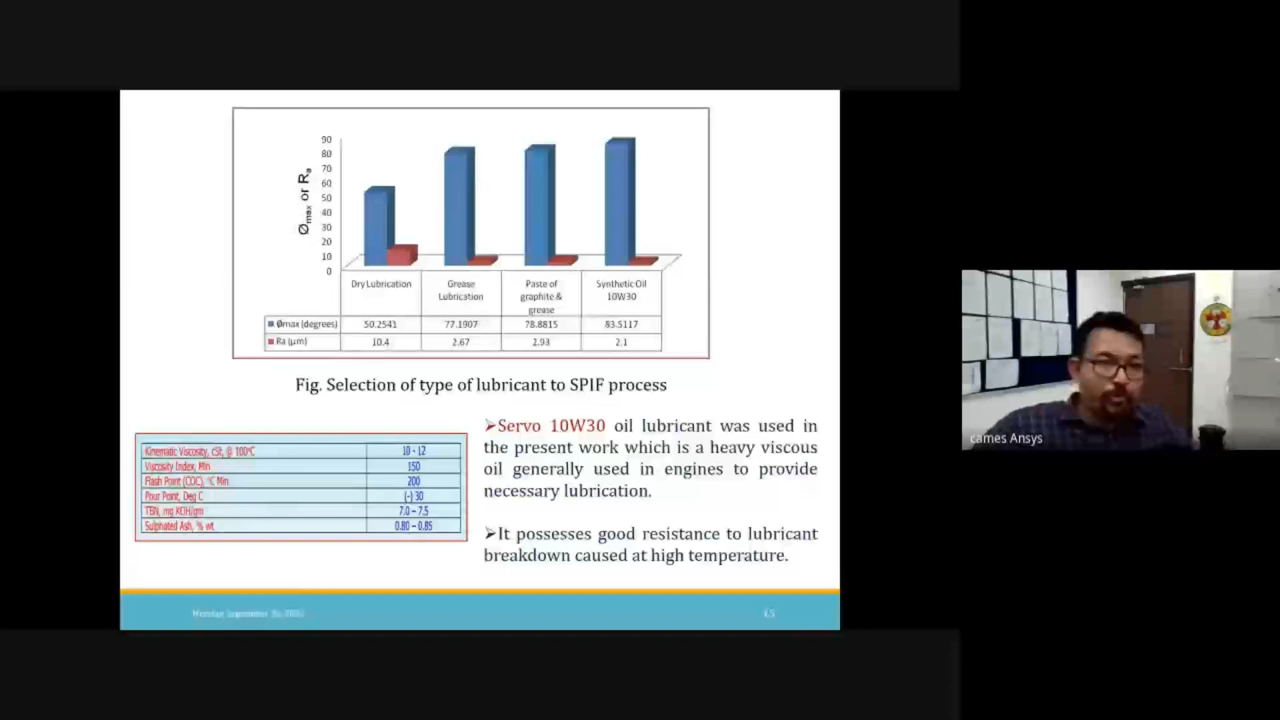 90
80
70
60
50
40
30
20
10
0
Ømax or Ra
Dry Lubrication
Grease Lubrication
Paste of graphite & grease
Synthetic Oil 10W30
Ømax (degrees) 50.2541 77.1907 78.8815 83.5117
Ra (µm) 10.4 2.67 2.93 2.1
Fig. Selection of type of lubricant to SPIF process
Kinematic Viscosity, cSt, @ 100°C 10 - 12
Viscosity Index, Min 150
Flash Point (COC), °C Min 200
Pour Point, Deg C (-) 30
TBN, mg KOH/gm 7.0 – 7.5
Sulphated Ash, % wt 0.80 – 0.85
➢Servo 10W30 oil lubricant was used in
the present work which is a heavy viscous
oil generally used in engines to provide
necessary lubrication.
➢It possesses good resistance to lubricant
breakdown caused at high temperature.
cames Ansys